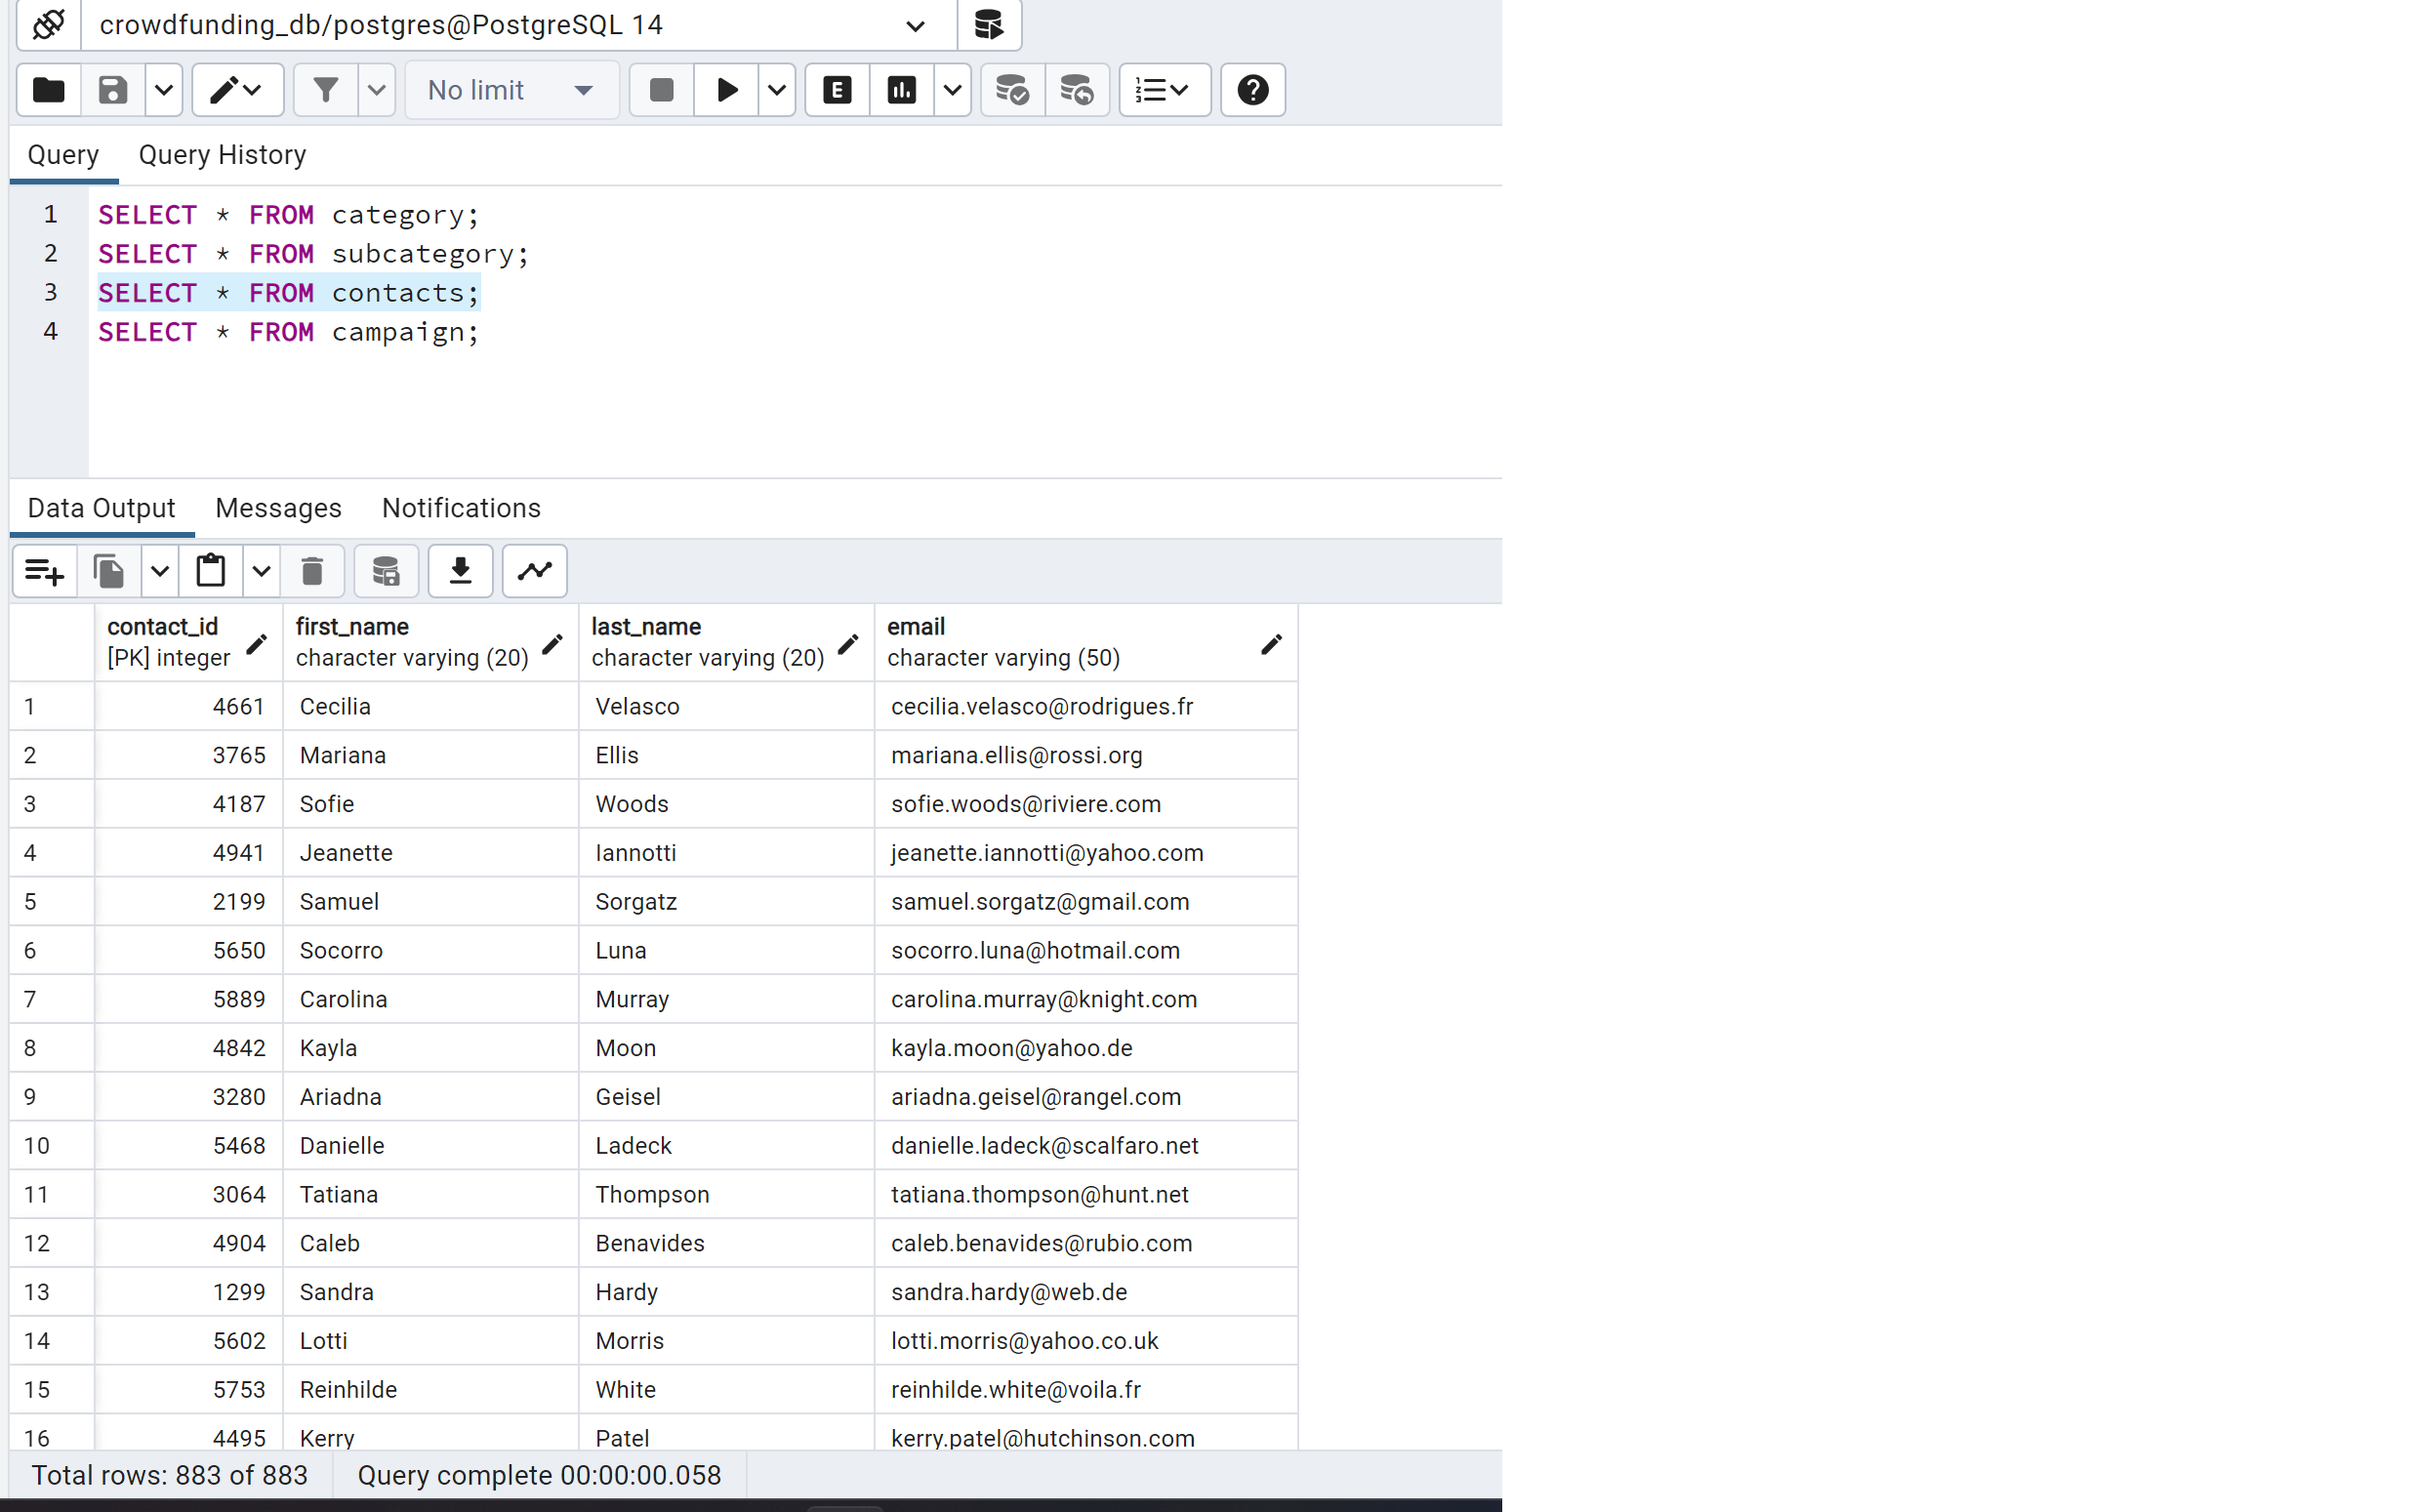 crowdfunding_db/postgres@PostgreSQL 14
No limit E
Query Query History
1 SELECT * FROM category;
2 SELECT * FROM subcategory;
3 SELECT * FROM contacts;
4 SELECT * FROM campaign;
Data Output Messages Notifications
contact_id first_name last_name email
[PK] integer character varying (20) character varying (20) character varying (50)
1 4661 Cecilia Velasco cecilia.velasco@rodrigues.fr
2 3765 Mariana Ellis mariana.ellis@rossi.org
3 4187 Sofie Woods sofie.woods@riviere.com
4 4941 Jeanette Iannotti jeanette.iannotti@yahoo.com
5 2199 Samuel Sorgatz samuel.sorgatz@gmail.com
6 5650 Socorro Luna socorro.luna@hotmail.com
7 5889 Carolina Murray carolina.murray@knight.com
8 4842 Kayla Moon kayla.moon@yahoo.de
9 3280 Ariadna Geisel ariadna.geisel@rangel.com
10 5468 Danielle Ladeck danielle.ladeck@scalfaro.net
11 3064 Tatiana Thompson tatiana.thompson@hunt.net
12 4904 Caleb Benavides caleb.benavides@rubio.com
13 1299 Sandra Hardy sandra.hardy@web.de
14 5602 Lotti Morris lotti.morris@yahoo.co.uk
15 5753 Reinhilde White reinhilde.white@voila.fr
16 4495 Kerry Patel kerry.patel@hutchinson.com
Total rows: 883 of 883 Query complete 00:00:00.058